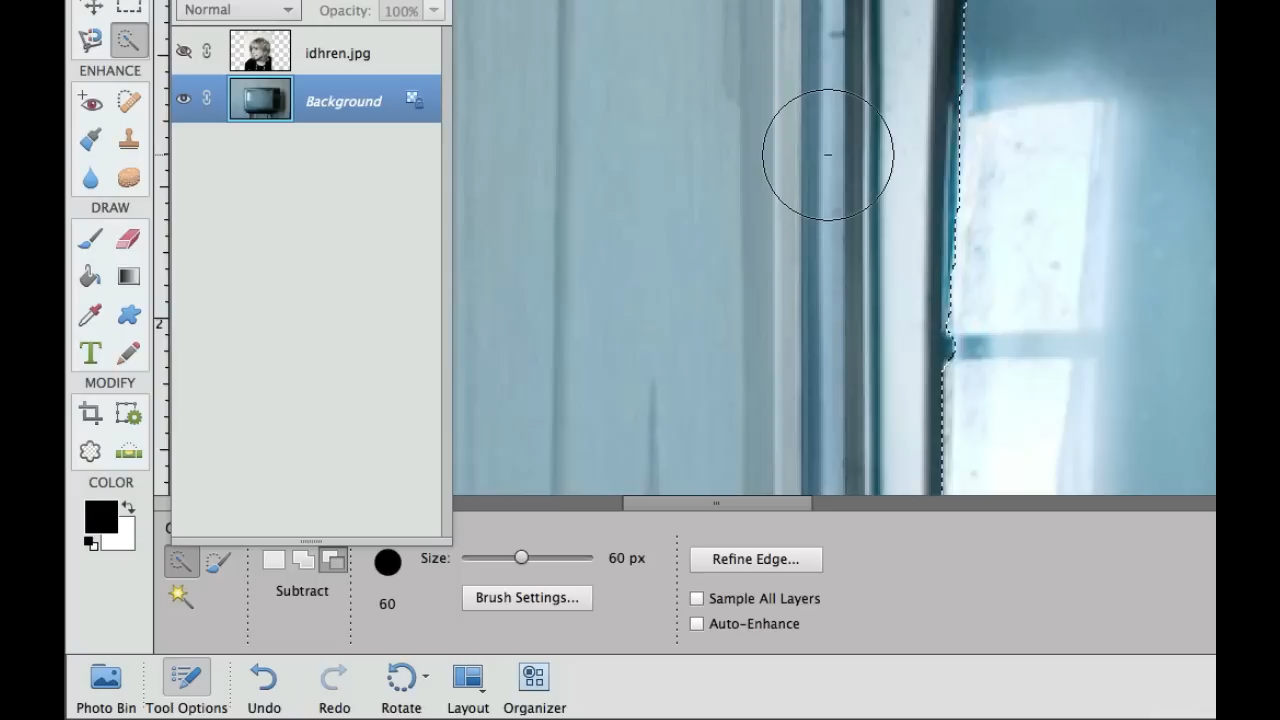 Normal Opacity: 100%
idhren.jpg
Background
ENHANCE
DRAW
T
MODIFY
COLOR
2
Subtract
60
Size: 60 px
Brush Settings...
Refine Edge...
Sample All Layers
Auto-Enhance
Photo Bin Tool Options Undo Redo Rotate Layout Organizer